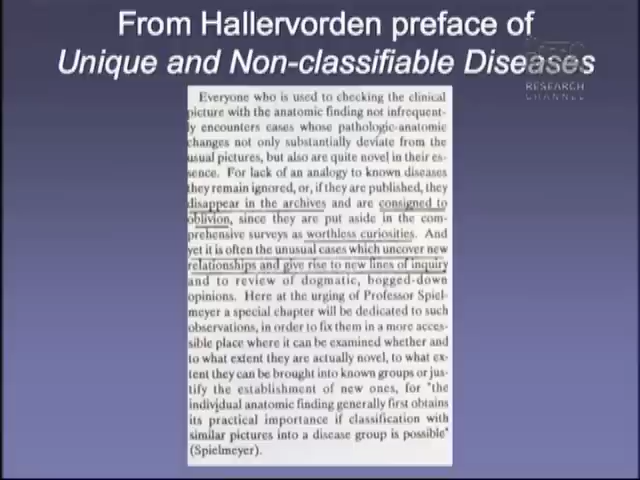 From Hallervorden preface of
Unique and Non-classifiable Diseases
RESEARCH
CHANNEL
Everyone who is used to checking the clinical
picture with the anatomic finding not infrequent-
ly encounters cases whose pathologic-anatomic
changes not only substantially deviate from the
usual pictures, but also are quite novel in their es-
sence. For lack of an analogy to known diseases
they remain ignored, or, if they are published, they
disappear in the archives and are consigned to
oblivion, since they are put aside in the com-
prehensive surveys as worthless curiosities. And
yet it is often the unusual cases which uncover new
relationships and give rise to new lines of inquiry
and to review of dogmatic, bogged-down
opinions. Here at the urging of Professor Spiel-
meyer a special chapter will be dedicated to such
observations, in order to fix them in a more acces-
sible place where it can be examined whether and
to what extent they are actually novel, to what ex-
tent they can be brought into known groups or jus-
tify the establishment of new ones, for "the
individual anatomic finding generally first obtains
its practical importance if classification with
similar pictures into a disease group is possible"
(Spielmeyer).